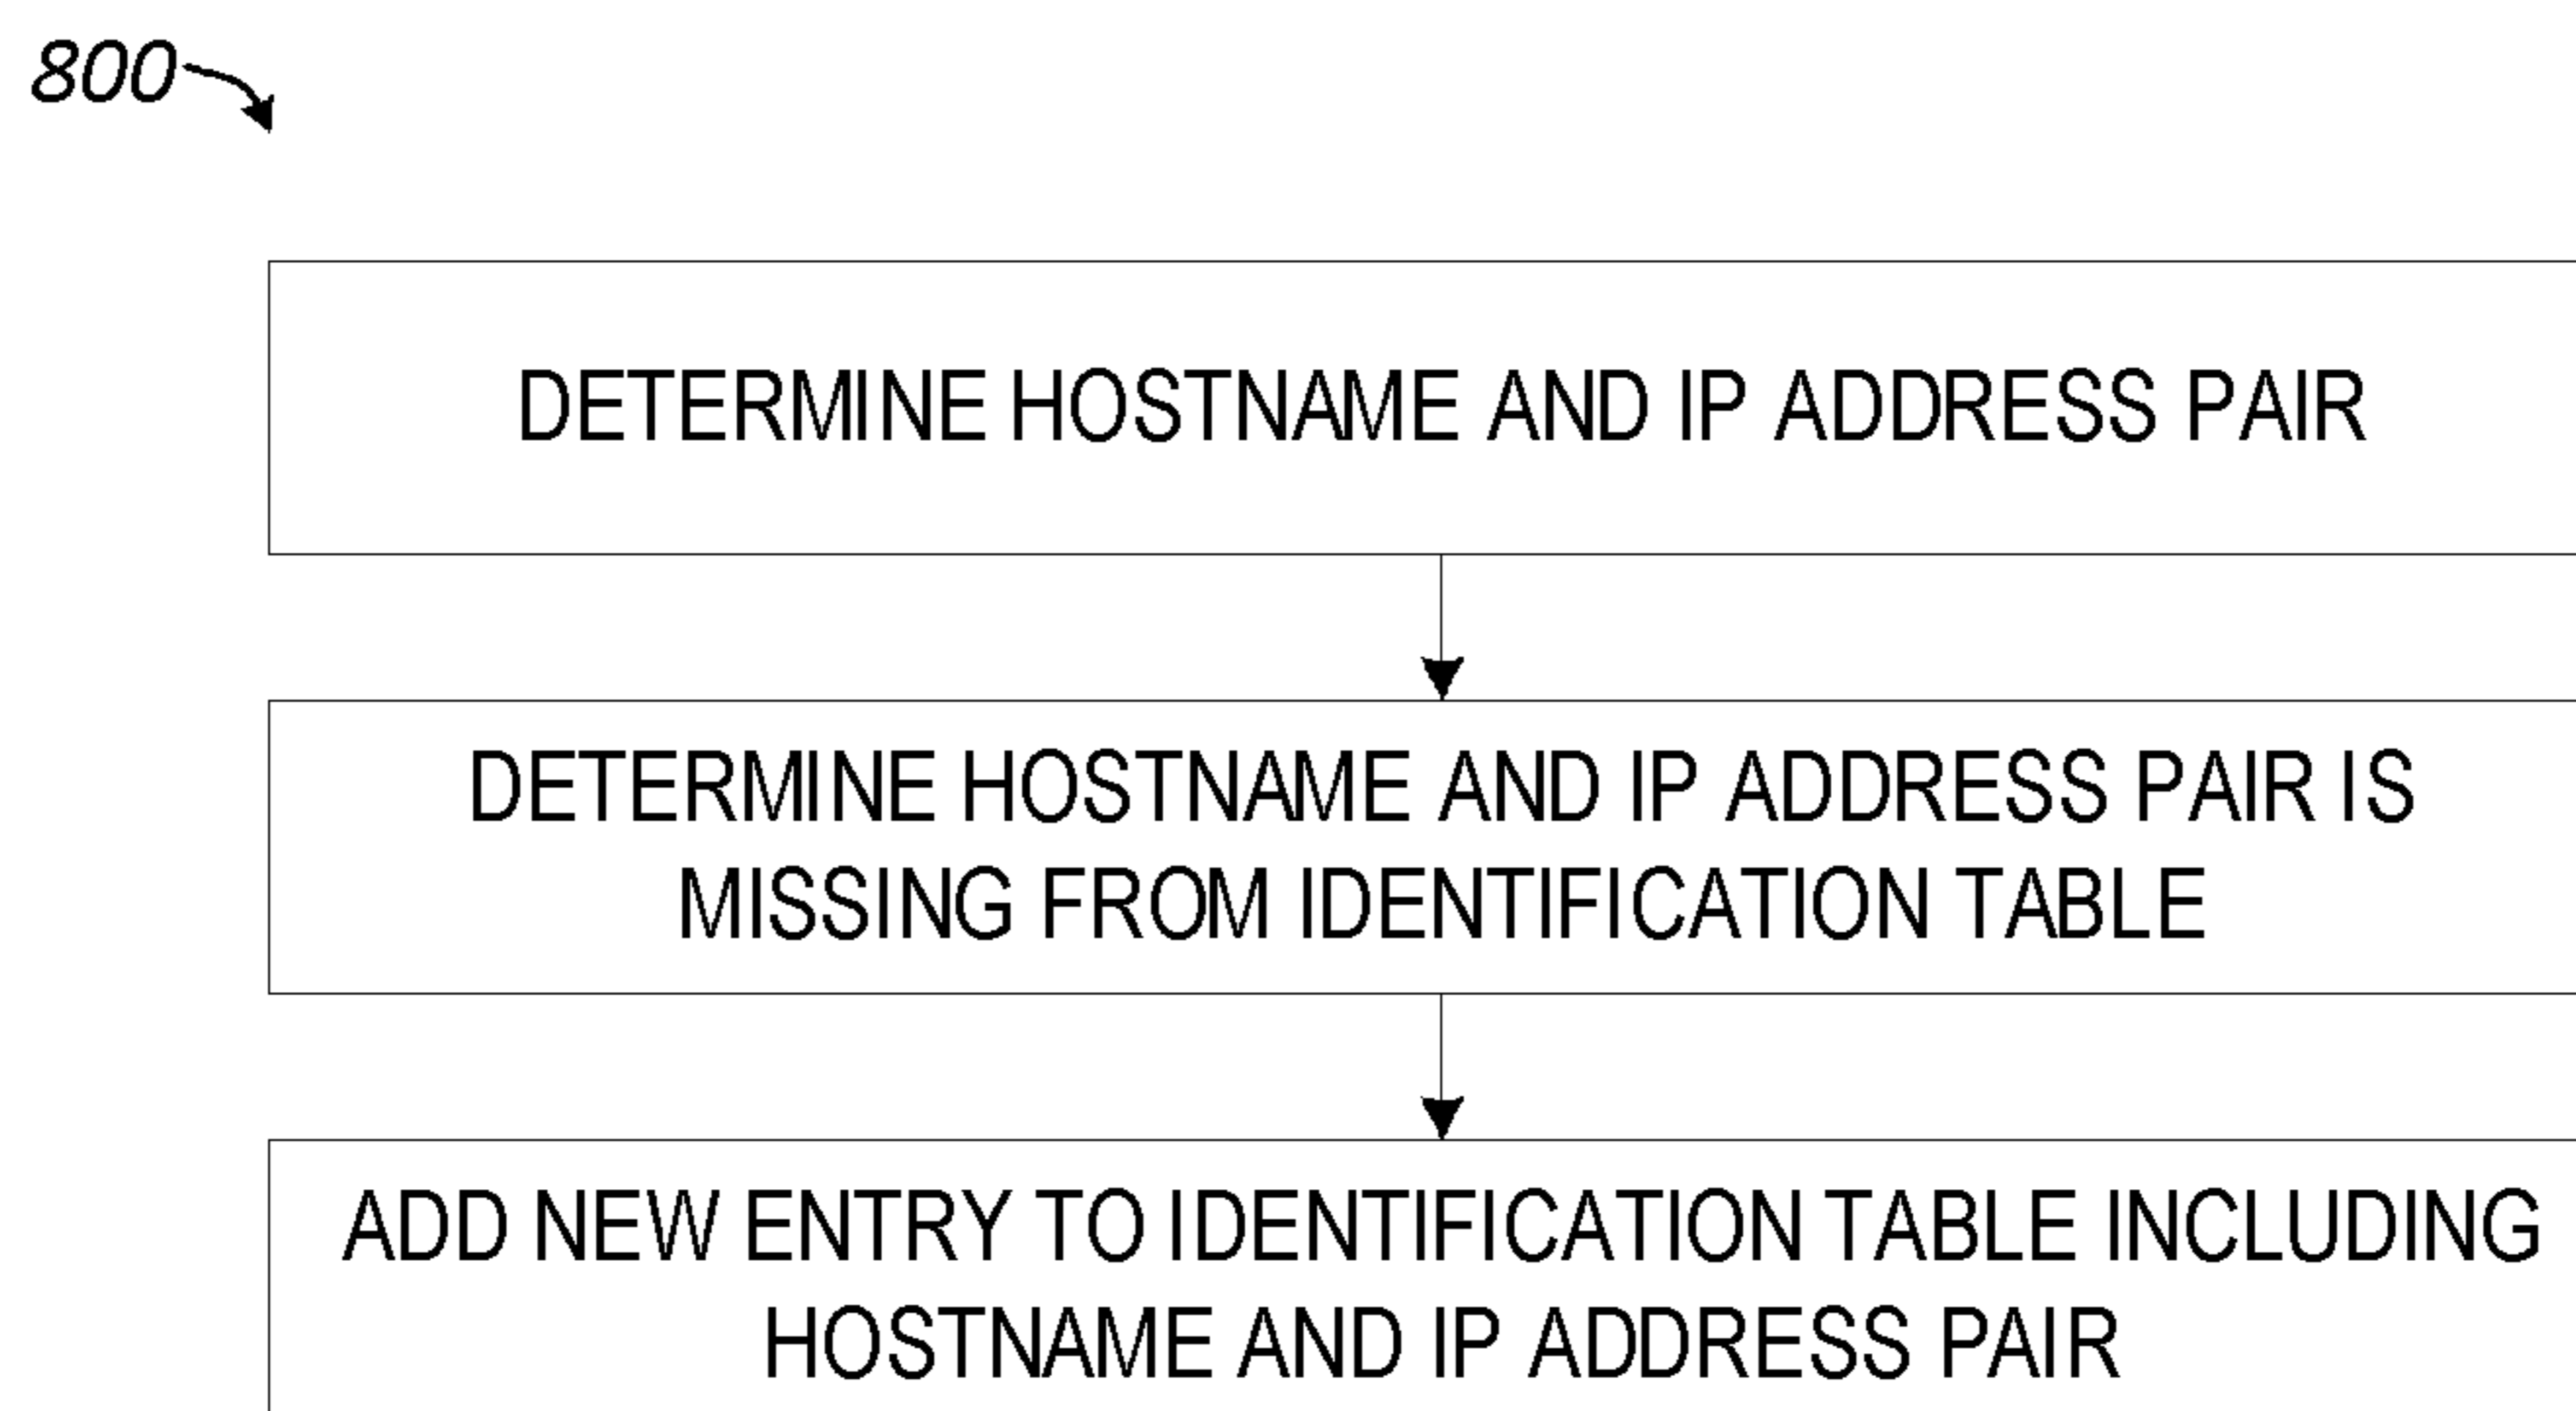 800
DETERMINE HOSTNAME AND IP ADDRESS PAIR
DETERMINE HOSTNAME AND IP ADDRESS PAIR IS
MISSING FROM IDENTIFICATION TABLE
ADD NEW ENTRY TO IDENTIFICATION TABLE INCLUDING
HOSTNAME AND IP ADDRESS PAIR